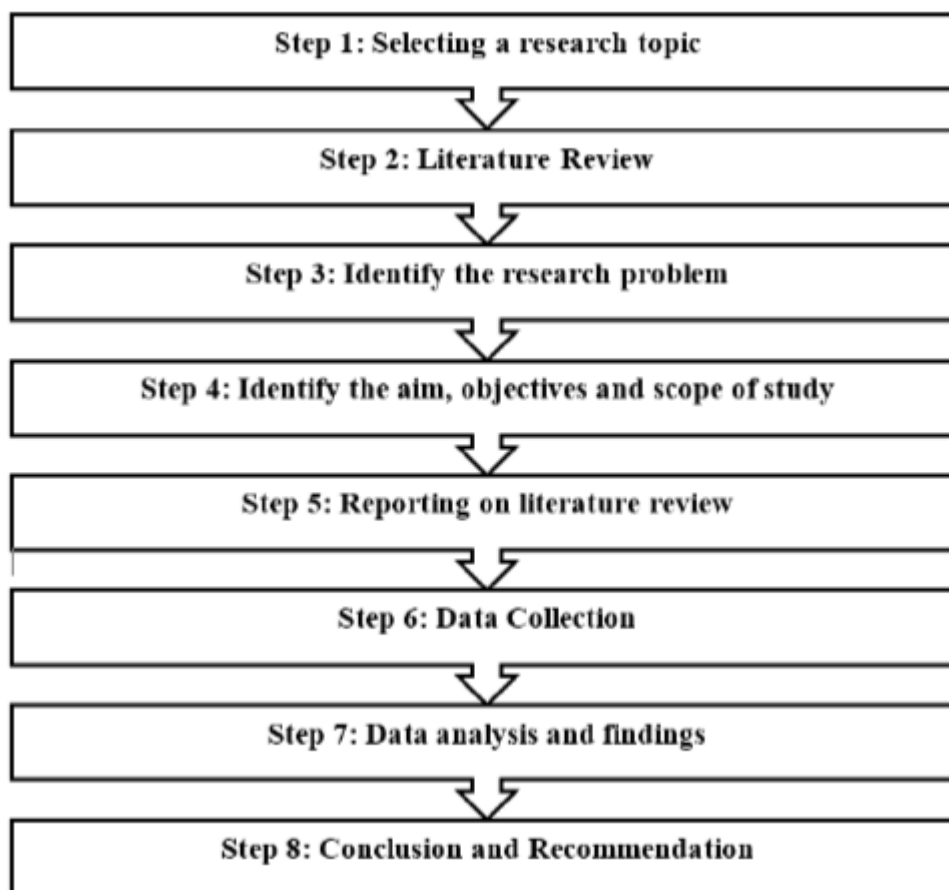 Step 1: Selecting a research topic
Step 2: Literature Review
Step 3: Identify the research problem
Step 4: Identify the aim, objectives and scope of study
Step 5: Reporting on literature review
Step 6: Data Collection
Step 7: Data analysis and findings
Step 8: Conclusion and Recommendation